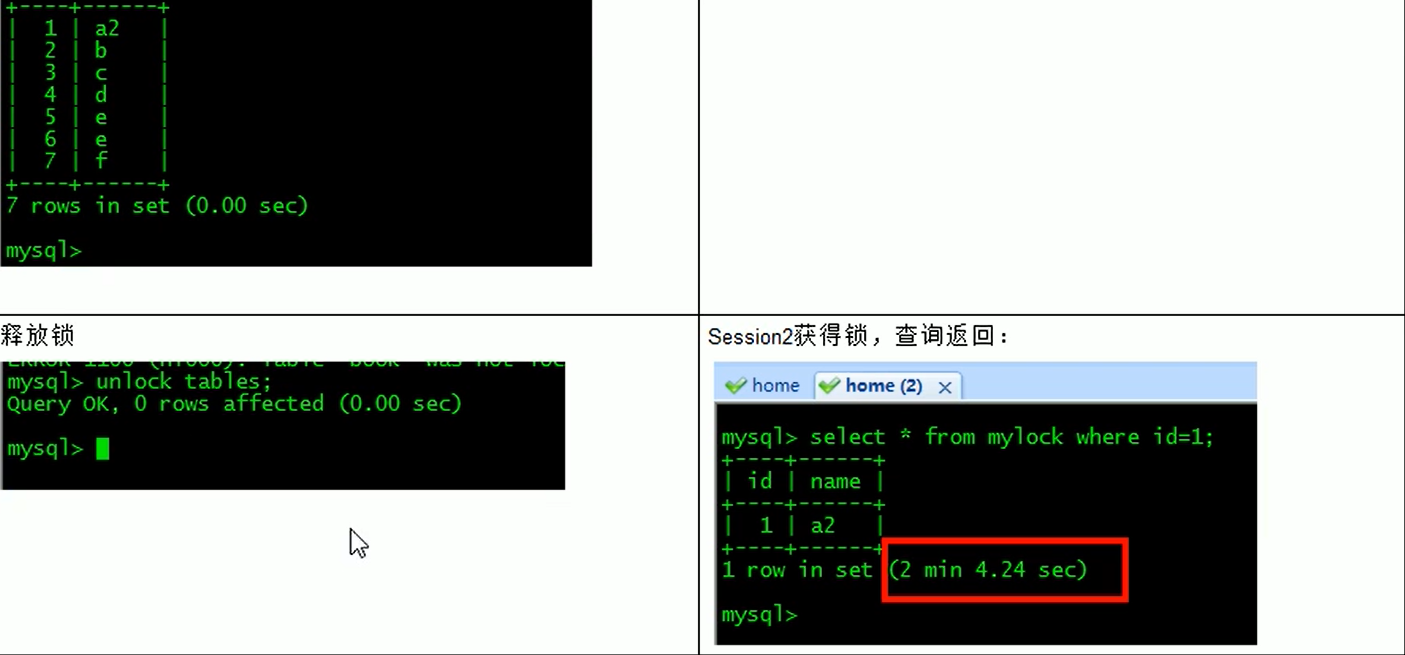 +----+------+
| 1 | a2 |
| 2 | b |
| 3 | c |
| 4 | d |
| 5 | e |
| 6 | e |
| 7 | f |
+----+------+
7 rows in set (0.00 sec)
mysql>
释放锁
mysql> unlock tables;
Query OK, 0 rows affected (0.00 sec)
mysql>
Session2获得锁，查询返回：
home home (2) ×
mysql> select * from mylock where id=1;
+----+------+
| id | name |
+----+------+
| 1 | a2 |
+----+------+
1 row in set (2 min 4.24 sec)
mysql>